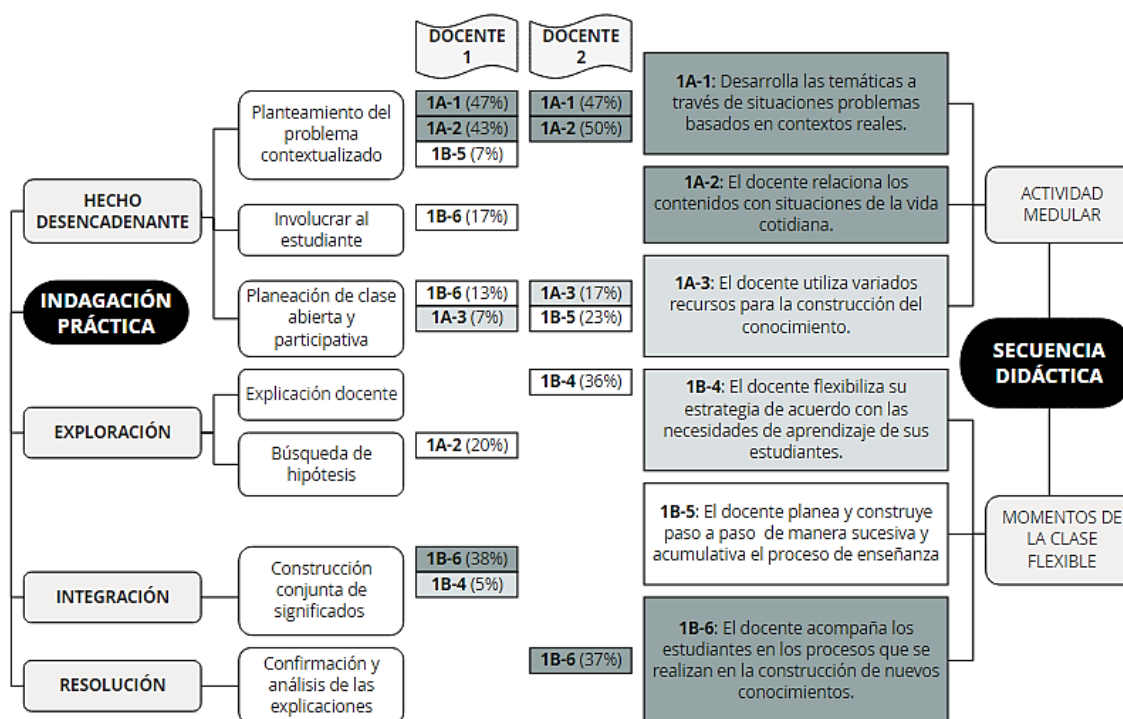 DOCENTE
1
DOCENTE
2
Planteamiento del
problema
contextualizado
1A-1 (47%)
1A-2 (43%)
1B-5 (7%)
1A-1 (47%)
1A-2 (50%)
1A-1: Desarrolla las temáticas a
través de situaciones problemas
basados en contextos reales.
HECHO
DESENCADENANTE
Involucrar al
estudiante
1B-6 (17%)
1A-2: El docente relaciona los
contenidos con situaciones de la vida
cotidiana.
ACTIVIDAD
MEDULAR
INDAGACIÓN
PRÁCTICA
Planeación de clase
abierta y
participativa
1B-6 (13%)
1A-3 (7%)
1A-3 (17%)
1B-5 (23%)
1A-3: El docente utiliza variados
recursos para la construcción del
conocimiento.
SECUENCIA
DIDÁCTICA
EXPLORACIÓN
Explicación docente
1B-4 (36%)
1B-4: El docente flexibiliza su
estrategia de acuerdo con las
necesidades de aprendizaje de sus
estudiantes.
Búsqueda de
hipótesis
1A-2 (20%)
1B-5: El docente planea y construye
paso a paso de manera sucesiva y
acumulativa el proceso de enseñanza
MOMENTOS DE
LA CLASE
FLEXIBLE
INTEGRACIÓN
Construcción
conjunta de
significados
1B-6 (38%)
1B-4 (5%)
1B-6: El docente acompaña los
estudiantes en los procesos que se
realizan en la construcción de nuevos
conocimientos.
RESOLUCIÓN
Confirmación y
análisis de las
explicaciones
1B-6 (37%)